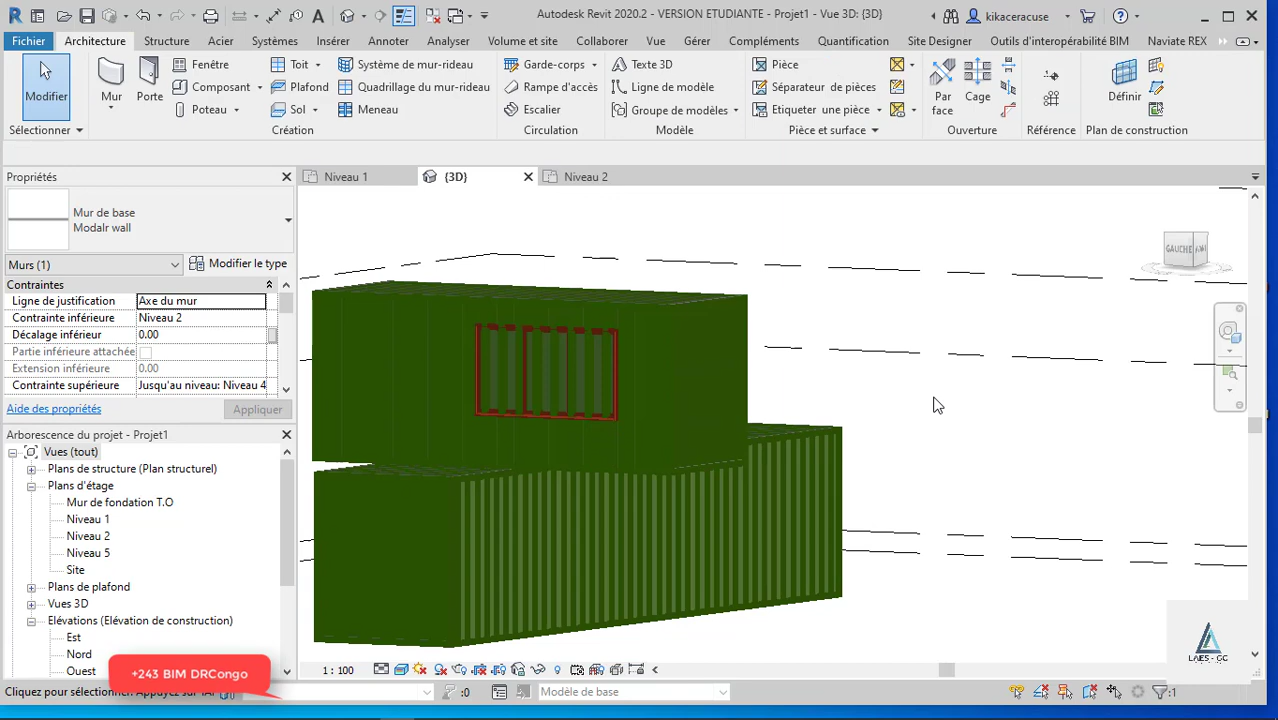 Autodesk Revit 2020.2 - VERSION ETUDIANTE - Projet1 - Vue 3D: {3D}
kikaceracuse
Fichier Architecture Structure Acier Systèmes Insérer Annoter Analyser Volume et site Collaborer Vue Gérer Compléments Quantification Site Designer Outils d'interopérabilité BIM Naviate REX
Modifier
Mur
Porte
Fenêtre
Composant
Poteau
Toit
Plafond
Sol
Système de mur-rideau
Quadrillage du mur-rideau
Meneau
Garde-corps
Rampe d'accès
Escalier
Texte 3D
Ligne de modèle
Groupe de modèles
Pièce
Séparateur de pièces
Etiqueter une pièce
Par face
Cage
Définir
Sélectionner Création Circulation Modèle Pièce et surface Ouverture Référence Plan de construction
Propriétés
Niveau 1 {3D} Niveau 2
Mur de base
Modalr wall
Murs (1) Modifier le type
Contraintes
Ligne de justification Axe du mur
Contrainte inférieure Niveau 2
Décalage inférieur 0.00
Partie inférieure attachée
Extension inférieure 0.00
Contrainte supérieure Jusqu'au niveau: Niveau 4
Aide des propriétés Appliquer
Arborescence du projet - Projet1
Vues (tout)
Plans de structure (Plan structurel)
Plans d'étage
Mur de fondation T.O
Niveau 1
Niveau 2
Niveau 5
Site
Plans de plafond
Vues 3D
Elévations (Elévation de construction)
Est
Nord
Ouest
GAUCHE
LAES - GC
+243 BIM DRCongo
1 : 100
Cliquez pour sélectionner
:0
Modèle de base
:1